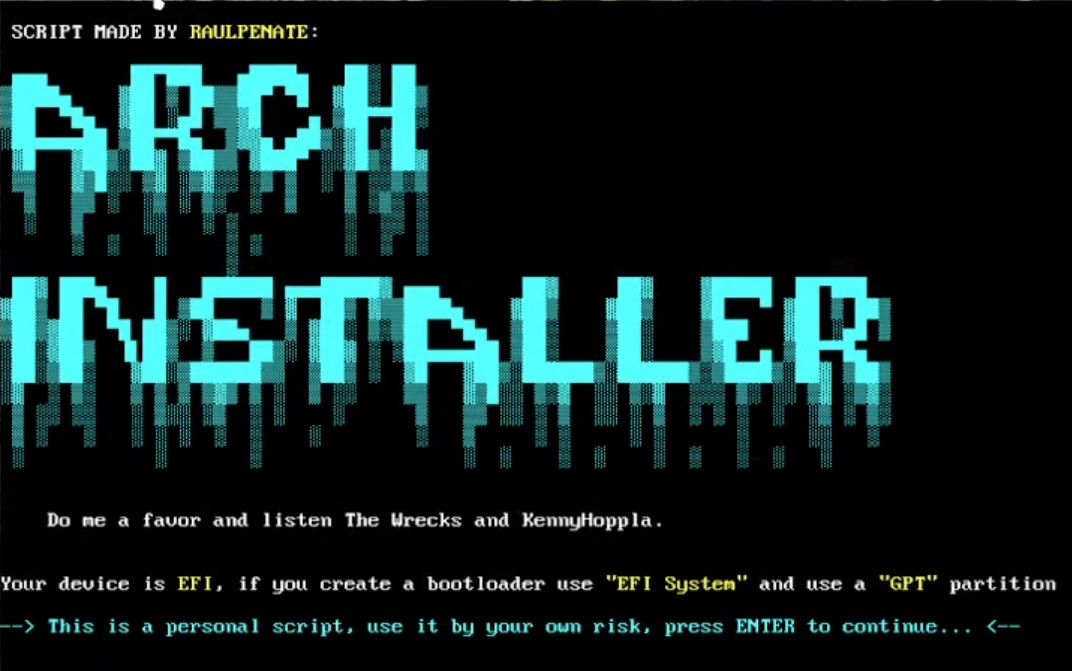 SCRIPT MADE BY RAULPENATE:
ARCH
INSTALLER
Do me a favor and listen The Wrecks and KennyHoppla.
Your device is EFI, if you create a bootloader use "EFI System" and use a "GPT" partition
--> This is a personal script, use it by your own risk, press ENTER to continue... <--